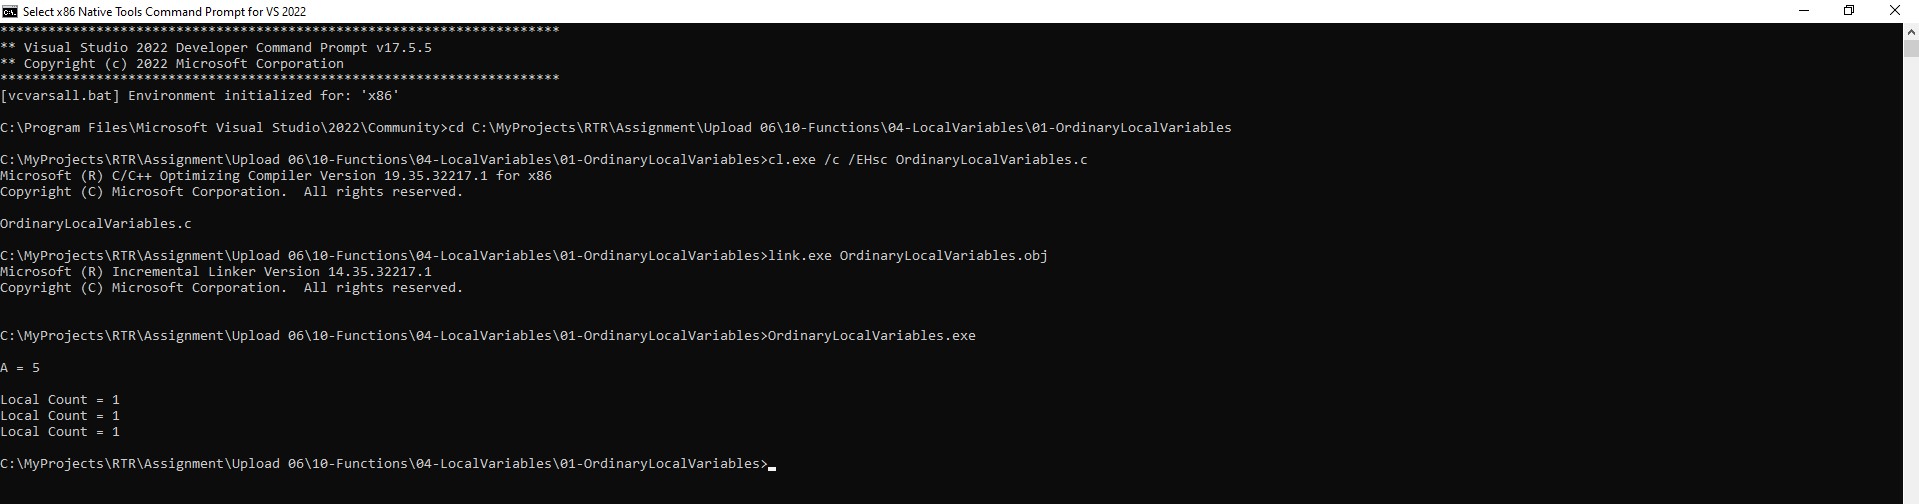 Select x86 Native Tools Command Prompt for VS 2022
**********************************************************************
** Visual Studio 2022 Developer Command Prompt v17.5.5
** Copyright (c) 2022 Microsoft Corporation
**********************************************************************
[vcvarsall.bat] Environment initialized for: 'x86'
C:\Program Files\Microsoft Visual Studio\2022\Community>cd C:\MyProjects\RTR\Assignment\Upload 06\10-Functions\04-LocalVariables\01-OrdinaryLocalVariables
C:\MyProjects\RTR\Assignment\Upload 06\10-Functions\04-LocalVariables\01-OrdinaryLocalVariables>cl.exe /c /EHsc OrdinaryLocalVariables.c
Microsoft (R) C/C++ Optimizing Compiler Version 19.35.32217.1 for x86
Copyright (C) Microsoft Corporation.  All rights reserved.
OrdinaryLocalVariables.c
C:\MyProjects\RTR\Assignment\Upload 06\10-Functions\04-LocalVariables\01-OrdinaryLocalVariables>link.exe OrdinaryLocalVariables.obj
Microsoft (R) Incremental Linker Version 14.35.32217.1
Copyright (C) Microsoft Corporation.  All rights reserved.
C:\MyProjects\RTR\Assignment\Upload 06\10-Functions\04-LocalVariables\01-OrdinaryLocalVariables>OrdinaryLocalVariables.exe
A = 5
Local Count = 1
Local Count = 1
Local Count = 1
C:\MyProjects\RTR\Assignment\Upload 06\10-Functions\04-LocalVariables\01-OrdinaryLocalVariables>